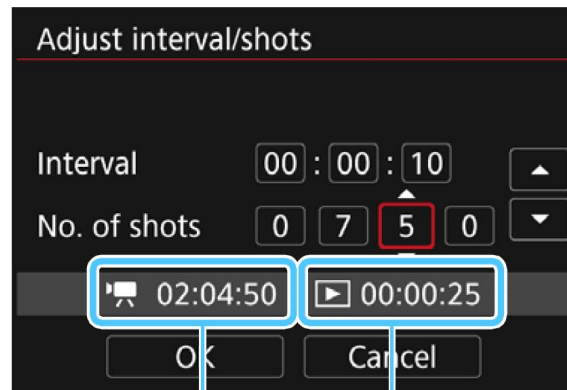 Adjust interval/shots
Interval 00 : 00 : 10
No. of shots 0 7 5 0
02:04:50 00:00:25
OK Cancel